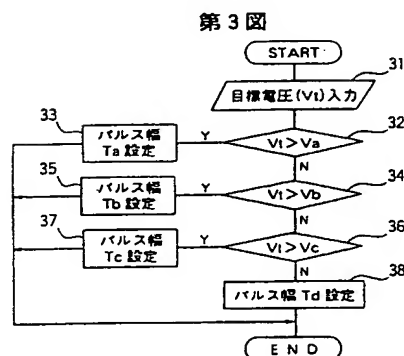 第3図
START
31
目標電圧(Vt)入力
33
パルス幅
Ta 設定
Y
Vt>Va
32
N
35
パルス幅
Tb 設定
Y
Vt>Vb
34
N
37
パルス幅
Tc 設定
Y
Vt>Vc
36
N
38
パルス幅 Td 設定
END